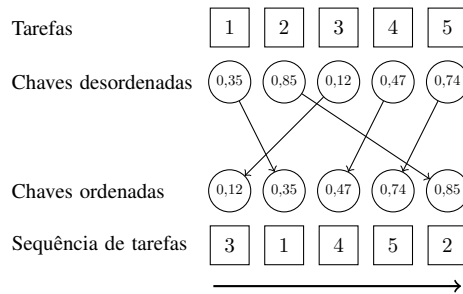 Tarefas 1 2 3 4 5
Chaves desordenadas 0,35 0,85 0,12 0,47 0,74
Chaves ordenadas 0,12 0,35 0,47 0,74 0,85
Sequência de tarefas 3 1 4 5 2